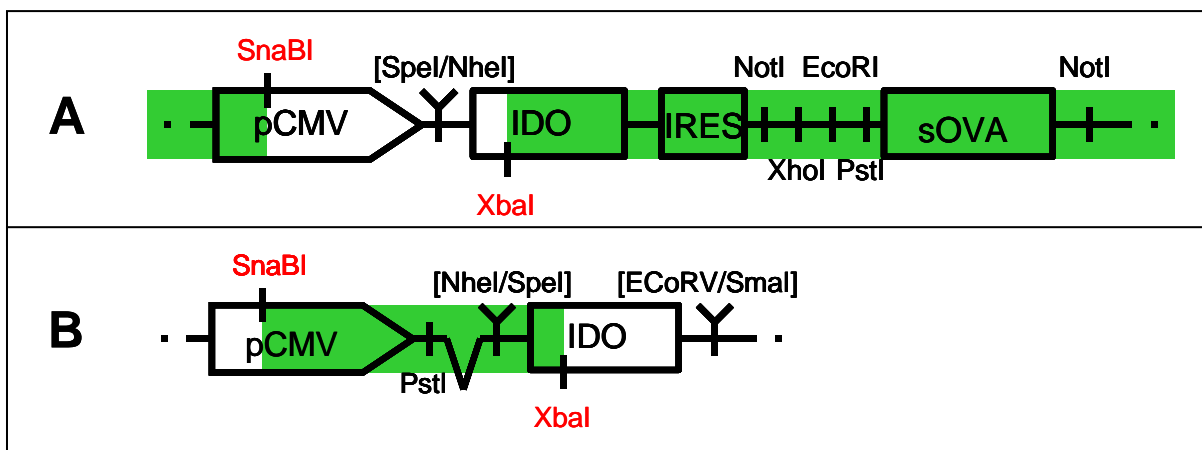 A
SnaBI
[SpeI/NheI]
NotI EcoRI
NotI
pCMV
IDO
IRES
sOVA
XhoI PstI
XbaI
B
SnaBI
[NheI/SpeI]
[ECoRV/SmaI]
pCMV
IDO
PstI
XbaI